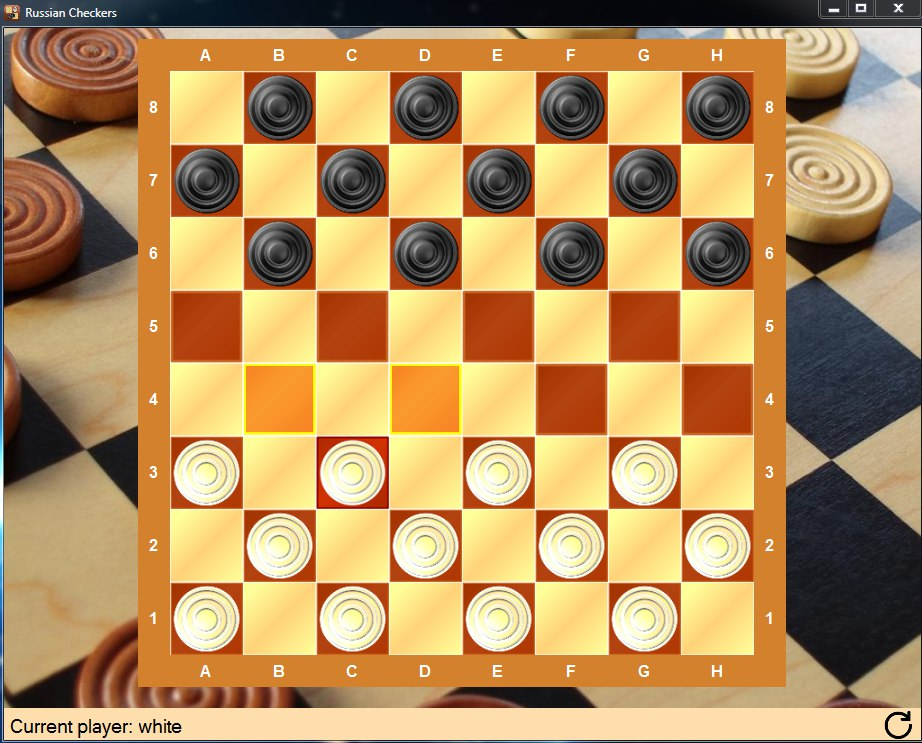 Russian Checkers
A B C D E F G H
8 8
7 7
6 6
5 5
4 4
3 3
2 2
1 1
A B C D E F G H
Current player: white